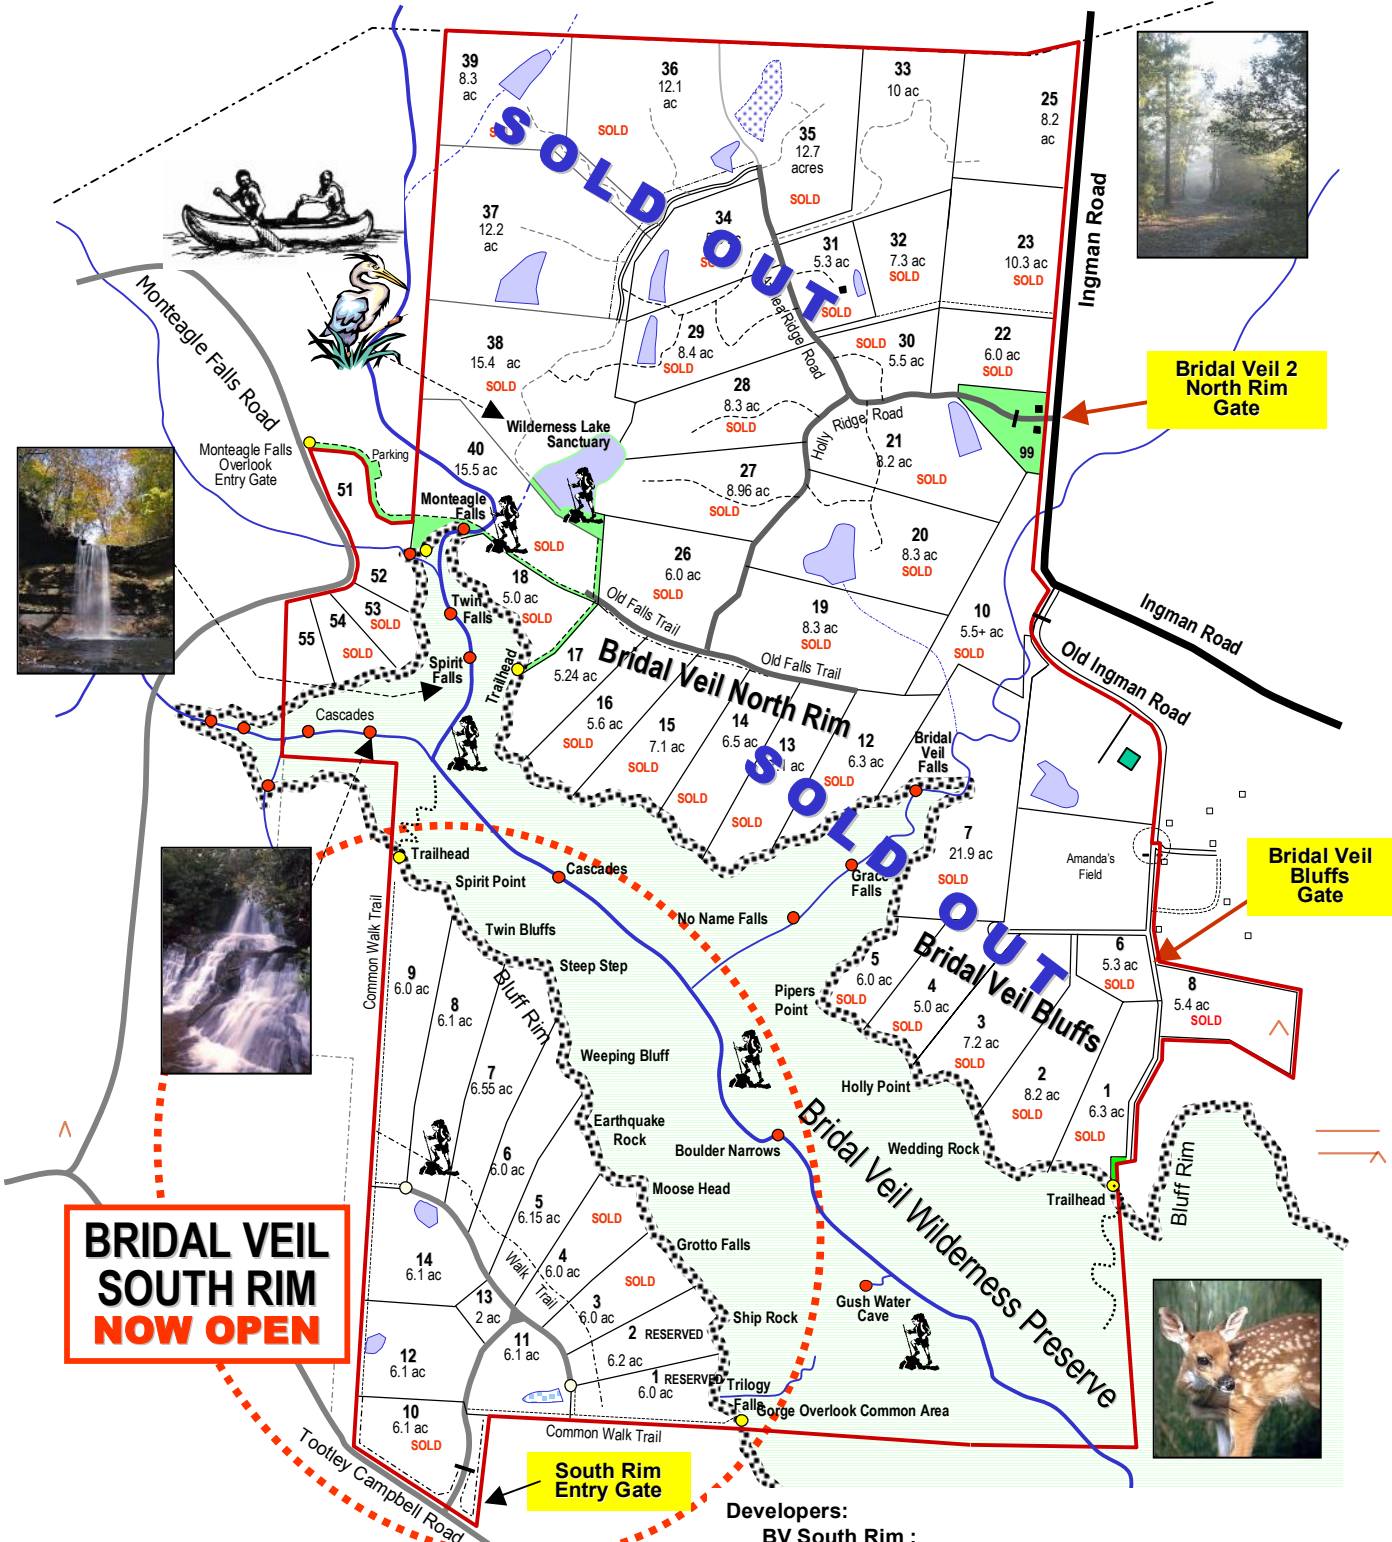 39
8.3
ac
SOLD
36
12.1
ac
SOLD
33
10 ac
25
8.2
ac
35
12.7
acres
SOLD
SOLD OUT
37
12.2
ac
34
31
5.3 ac
SOLD
32
7.3 ac
SOLD
23
10.3 ac
SOLD
Ingman Road
Monteagle Falls Road
38
15.4 ac
SOLD
29
8.4 ac
SOLD
Ridge Road
SOLD
30
5.5 ac
22
6.0 ac
SOLD
Bridal Veil 2
North Rim
Gate
28
8.3 ac
SOLD
Holly Ridge Road
Wilderness Lake
Sanctuary
21
8.2 ac
SOLD
99
Monteagle Falls
Overlook
Entry Gate
Parking
40
15.5 ac
SOLD
27
8.96 ac
SOLD
51
Monteagle
Falls
20
8.3 ac
SOLD
26
6.0 ac
SOLD
52
53
SOLD
54
SOLD
55
18
5.0 ac
SOLD
Twin
Falls
Old Falls Trail
19
8.3 ac
SOLD
10
5.5+ ac
SOLD
Ingman Road
Old Ingman Road
Spirit
Falls
Trailhead
17
5.24 ac
Old Falls Trail
Bridal Veil North Rim
16
5.6 ac
SOLD
15
7.1 ac
SOLD
14
6.5 ac
SOLD
13
SOLD
12
6.3 ac
SOLD
SOLD OUT
Bridal
Veil
Falls
Cascades
7
21.9 ac
SOLD
Amanda's
Field
Bridal Veil
Bluffs
Gate
Trailhead
Spirit Point
Cascades
Grace
Falls
No Name Falls
Twin Bluffs
Steep Step
Common Walk Trail
Bluff Rim
Bridal Veil Bluffs
5
6.0 ac
SOLD
4
5.0 ac
SOLD
3
7.2 ac
SOLD
2
8.2 ac
SOLD
1
6.3 ac
SOLD
6
5.3 ac
SOLD
8
5.4 ac
SOLD
9
6.0 ac
8
6.1 ac
7
6.55 ac
Pipers
Point
Weeping Bluff
Holly Point
Earthquake
Rock
Boulder Narrows
Wedding Rock
Bridal Veil Wilderness Preserve
Trailhead
Bluff Rim
6
6.0 ac
5
6.15 ac
SOLD
Moose Head
Grotto Falls
BRIDAL VEIL
SOUTH RIM
NOW OPEN
14
6.1 ac
Walk
Trail
4
6.0 ac
SOLD
13
2 ac
3
6.0 ac
Gush Water
Cave
Ship Rock
11
6.1 ac
2 RESERVED
6.2 ac
12
6.1 ac
1 RESERVED
6.0 ac
Trilogy
Falls
Gorge Overlook Common Area
10
6.1 ac
SOLD
Common Walk Trail
Tootley Campbell Road
South Rim
Entry Gate
Developers:
BV South Rim :